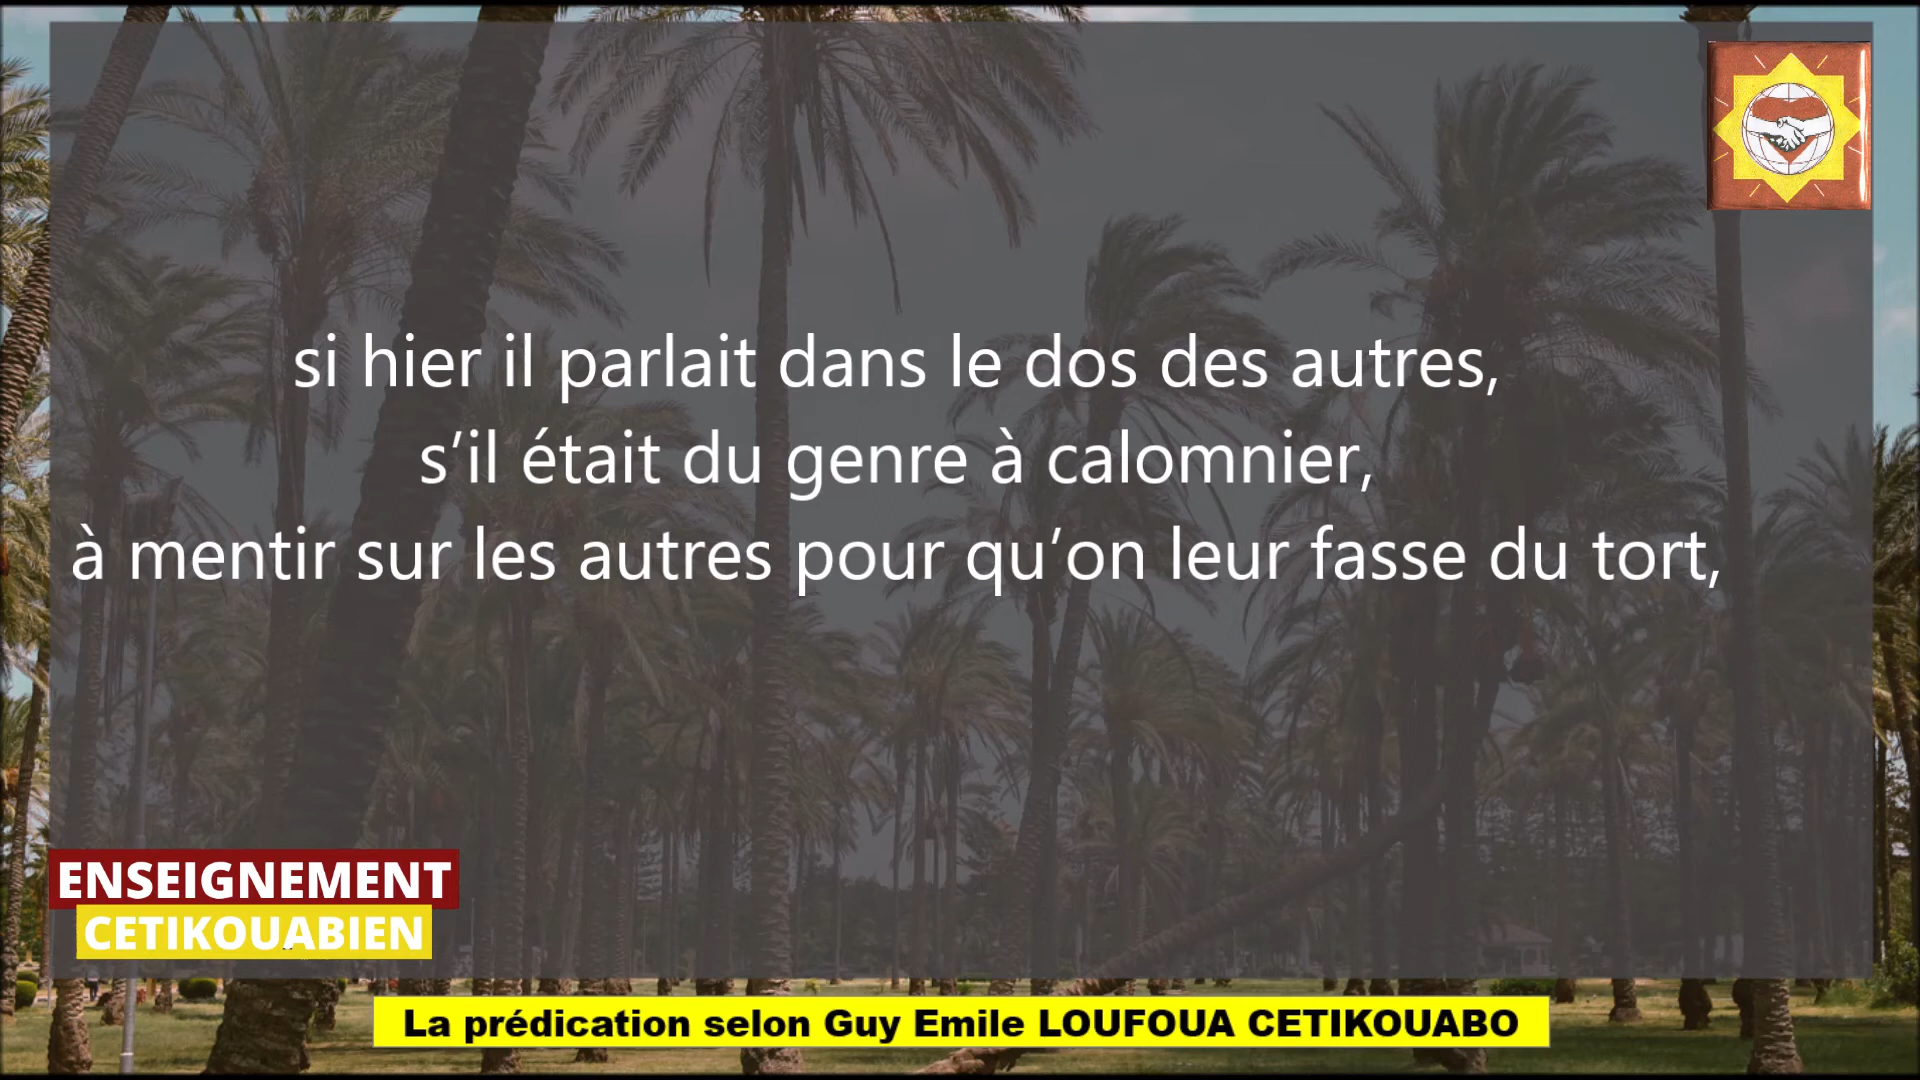 si hier il parlait dans le dos des autres,
s’il était du genre à calomnier,
à mentir sur les autres pour qu’on leur fasse du tort,
ENSEIGNEMENT
CETIKOUABIEN
La prédication selon Guy Emile LOUFOUA CETIKOUABO